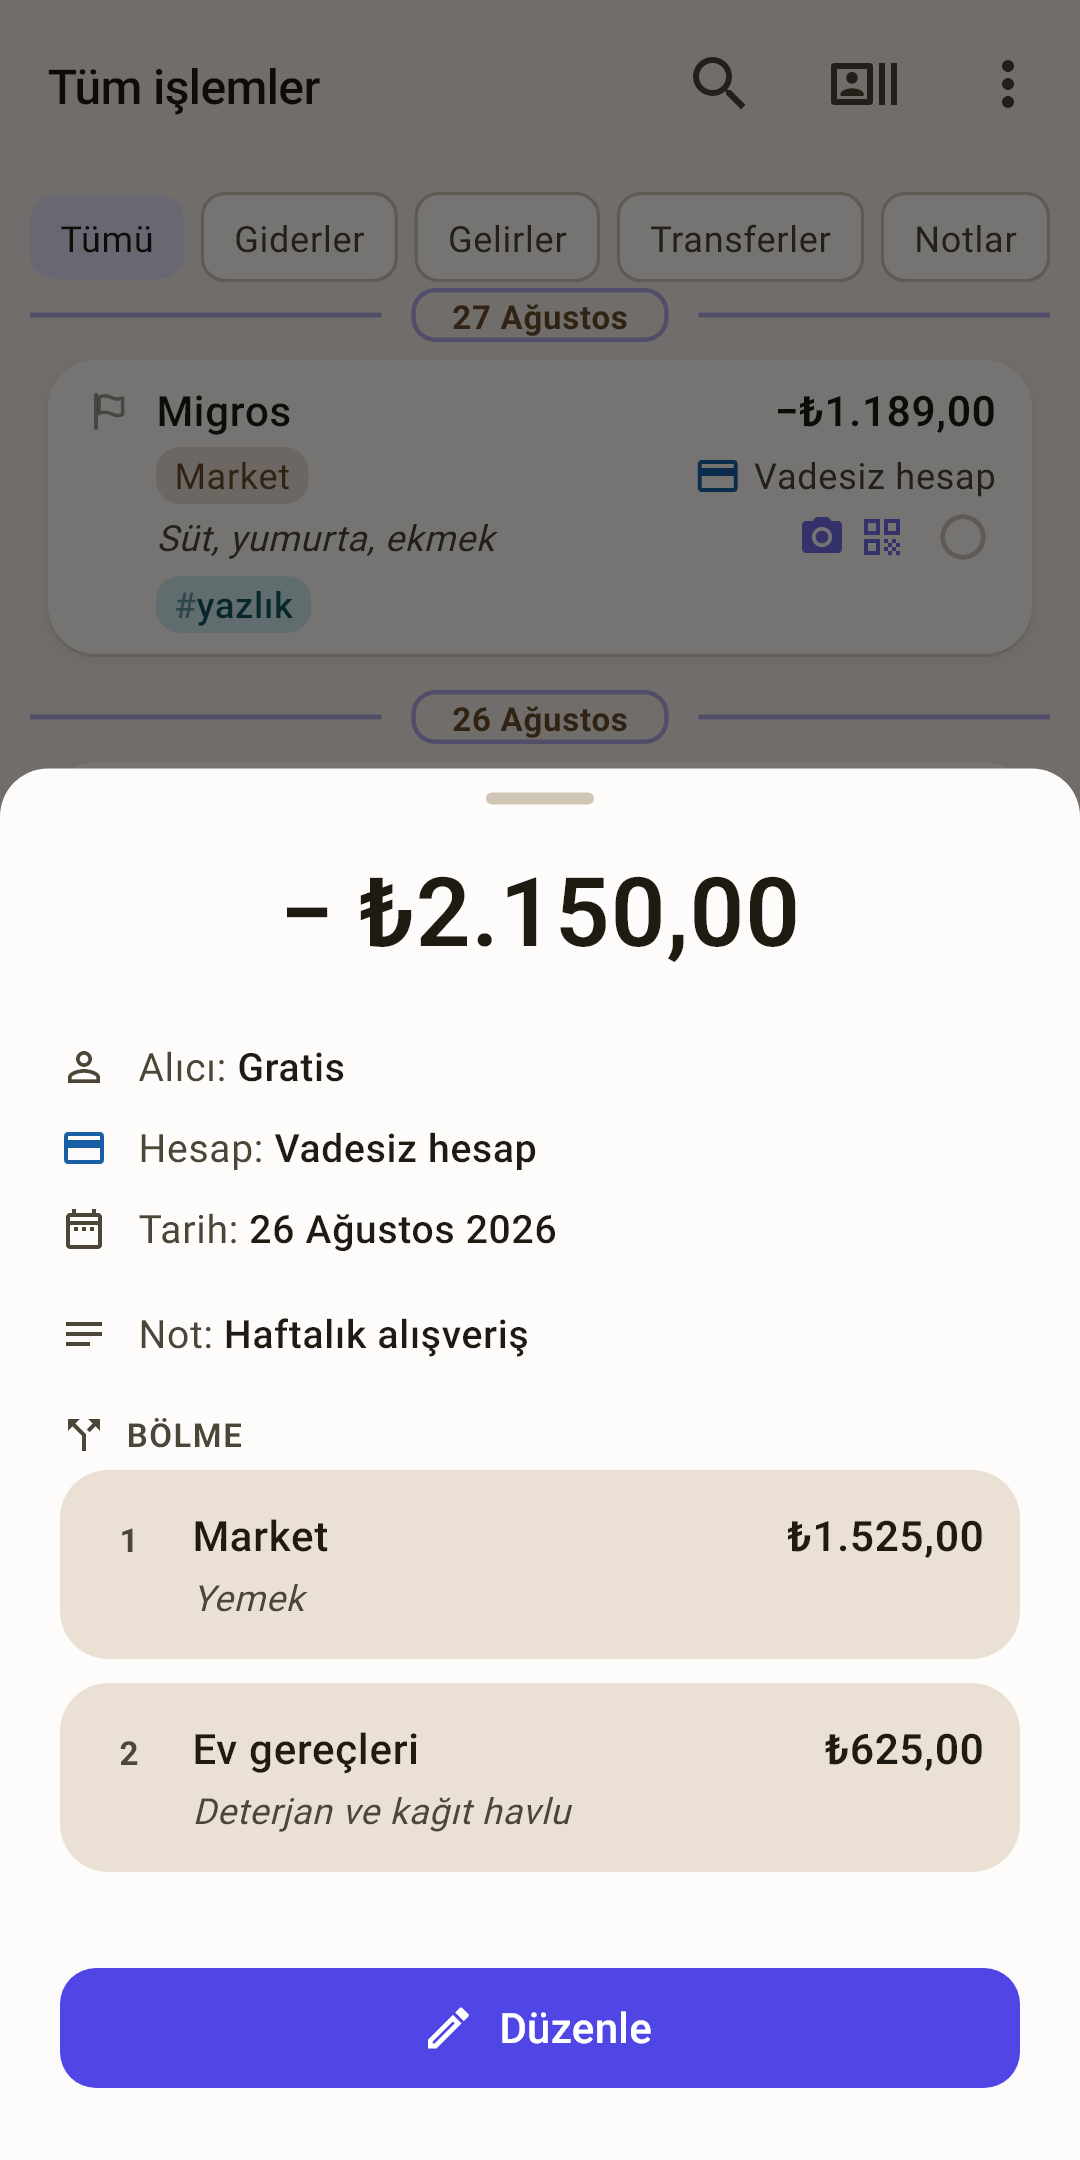 Tüm işlemler
Tümü Giderler Gelirler Transferler Notlar
27 Ağustos
Migros −₺1.189,00
Market Vadesiz hesap
Süt, yumurta, ekmek
#yazlık
26 Ağustos
− ₺2.150,00
Alıcı: Gratis
Hesap: Vadesiz hesap
Tarih: 26 Ağustos 2026
Not: Haftalık alışveriş
BÖLME
1 Market ₺1.525,00
Yemek
2 Ev gereçleri ₺625,00
Deterjan ve kağıt havlu
Düzenle